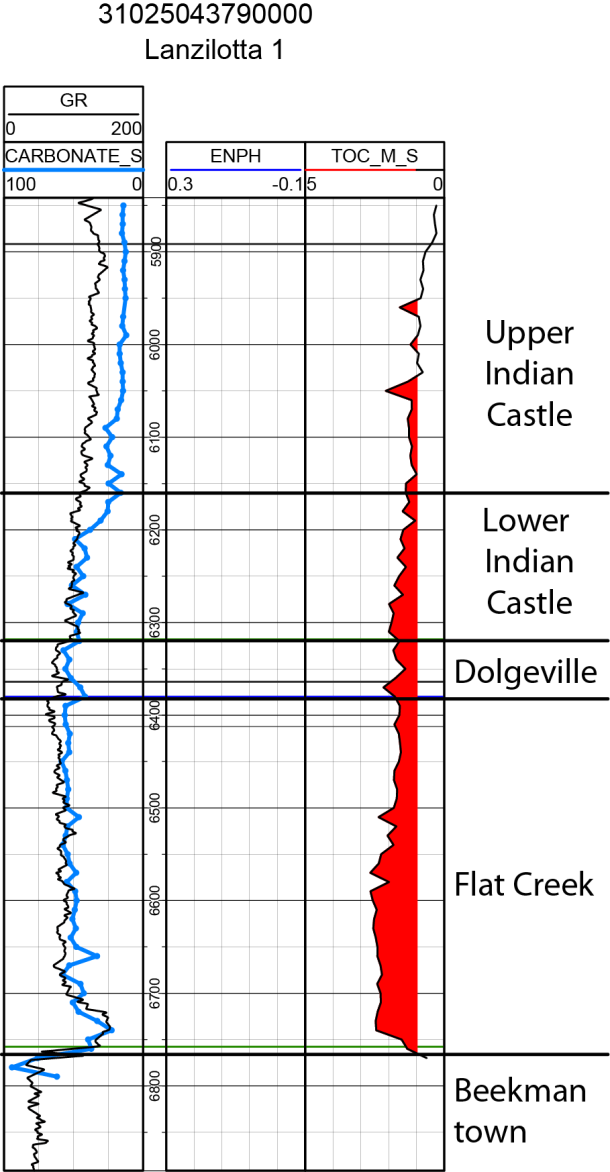 31025043790000
Lanzilotta 1
GR
0 200
CARBONATE_S ENPH TOC_M_S
100 0 0.3 -0.15 5 0
5900
Upper
Indian
Castle
6000
6100
Lower
Indian
Castle
6200
6300
Dolgeville
6400
6500
Flat Creek
6600
6700
Beekman
town
6800